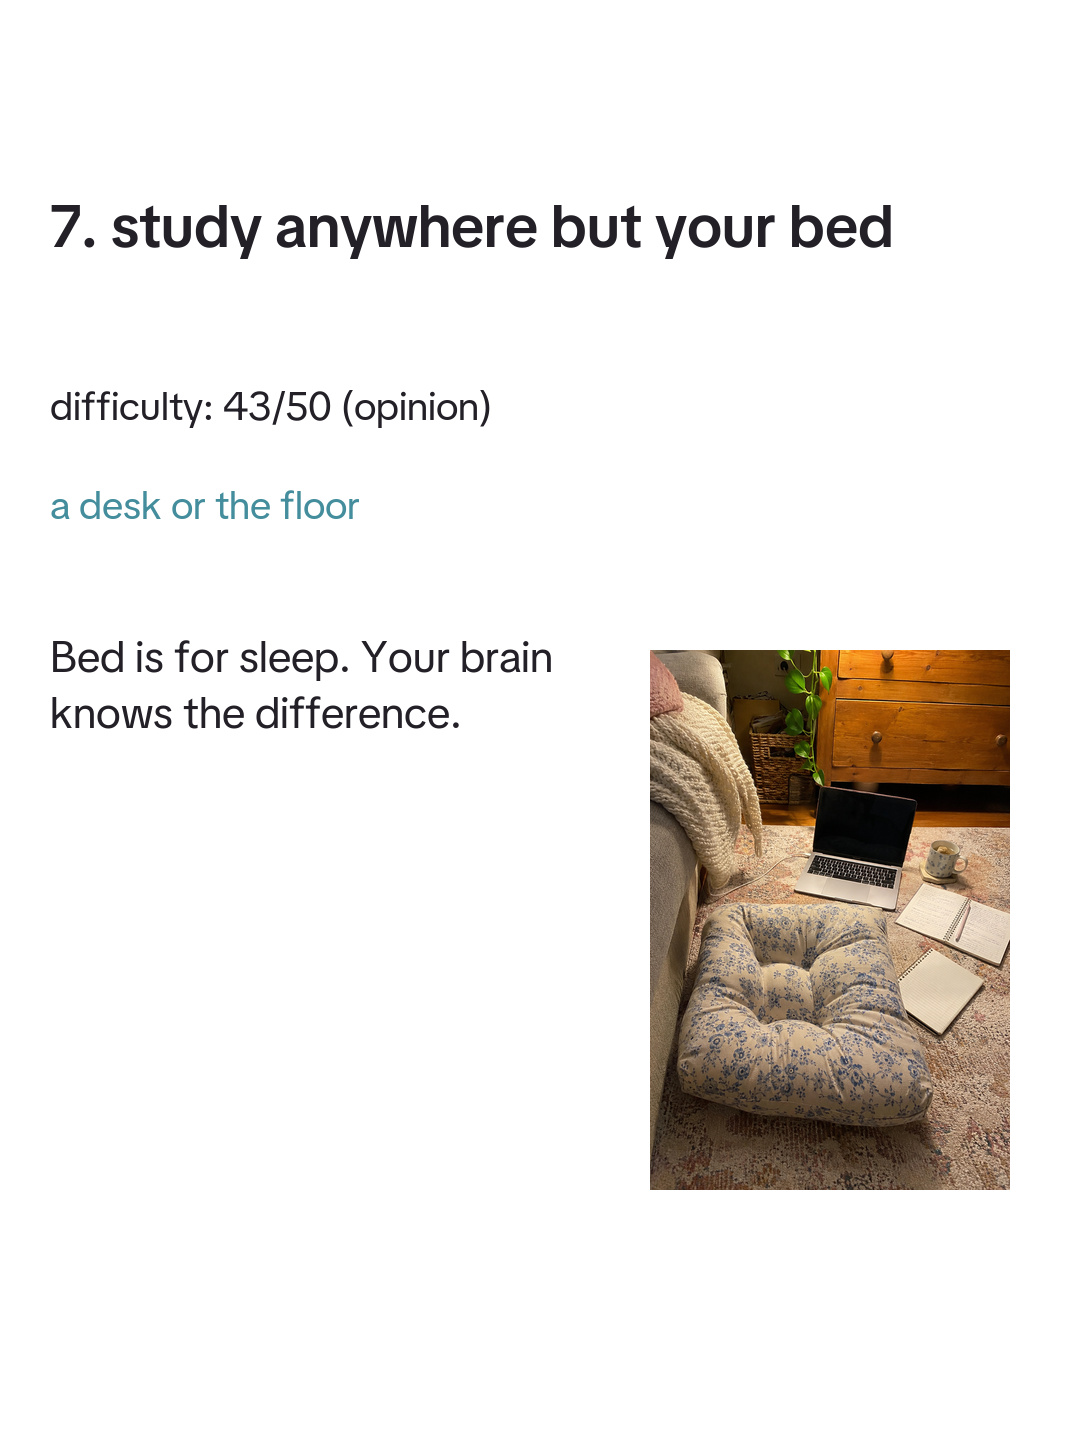 7. study anywhere but your bed
difficulty: 43/50 (opinion)
a desk or the floor
Bed is for sleep. Your brain
knows the difference.